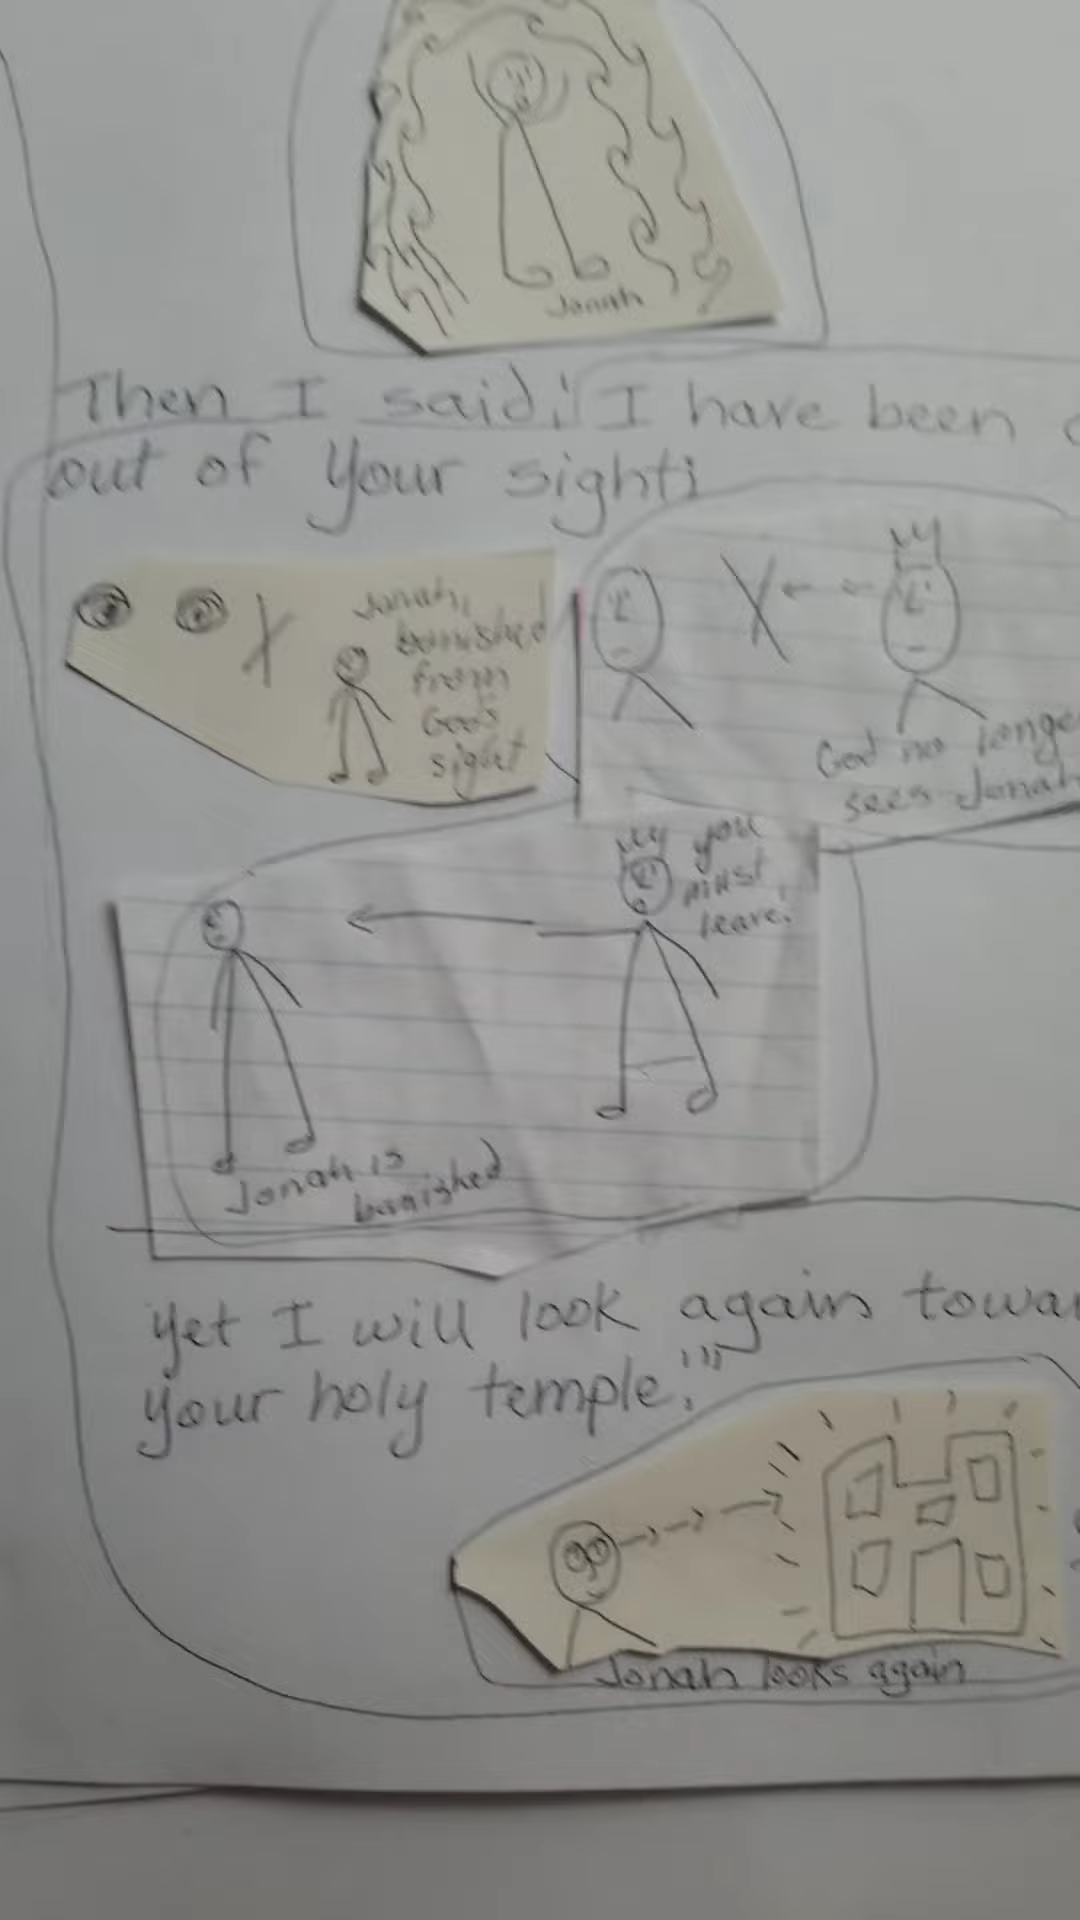 Jonah
Then I said, "I have been
out of your sight;
Jonah,
banished
from
God's
sight
God no longe
sees Jonah
you
must
leave!
Jonah is
banished
yet I will look again towar
your holy temple."'"
Jonah looks again